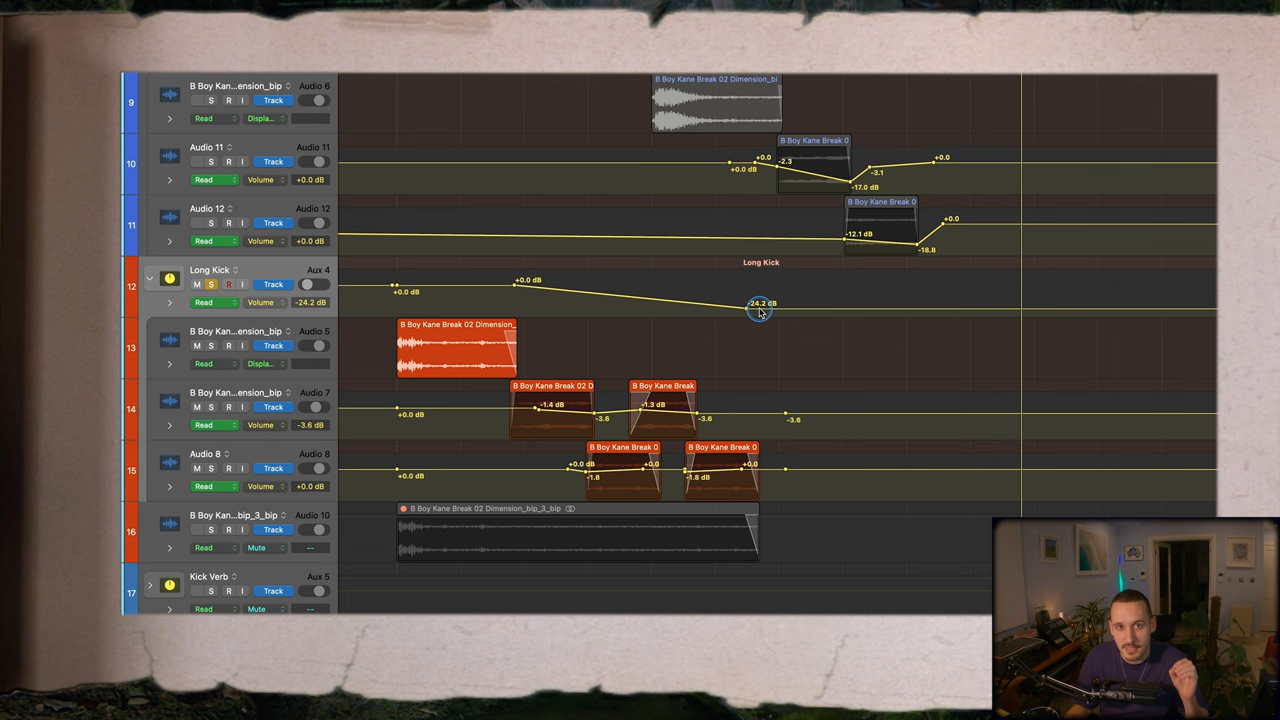 9
B Boy Kan...ension_bip Audio 6
S R I Track
Read Displa...
B Boy Kane Break 02 Dimension_bi
10
Audio 11 Audio 11
S R I Track
Read Volume +0.0 dB
B Boy Kane Break 0
+0.0 dB
+0.0
-2.3
-17.0 dB
-3.1
+0.0
11
Audio 12 Audio 12
S R I Track
Read Volume +0.0 dB
B Boy Kane Break 0
-12.1 dB
-18.8
+0.0
12
Long Kick Aux 4
M S R I Track
Read Volume -24.2 dB
Long Kick
+0.0 dB
+0.0 dB
-24.2 dB
13
B Boy Kan...ension_bip Audio 5
M S R I Track
Read Displa...
B Boy Kane Break 02 Dimension_
14
B Boy Kan...ension_bip Audio 7
M S R I Track
Read Volume -3.6 dB
B Boy Kane Break 02 D
B Boy Kane Break
+0.0 dB
-1.4 dB
-3.6
-1.3 dB
-3.6
-3.6
15
Audio 8 Audio 8
M S R I Track
Read Volume +0.0 dB
B Boy Kane Break 0
B Boy Kane Break 0
+0.0 dB
+0.0 dB
-1.8
+0.0
-1.8 dB
+0.0
16
B Boy Kan...bip_3_bip Audio 10
S R I Track
Read Mute --
B Boy Kane Break 02 Dimension_bip_3_bip
17
Kick Verb Aux 5
S R I Track
Read Mute --